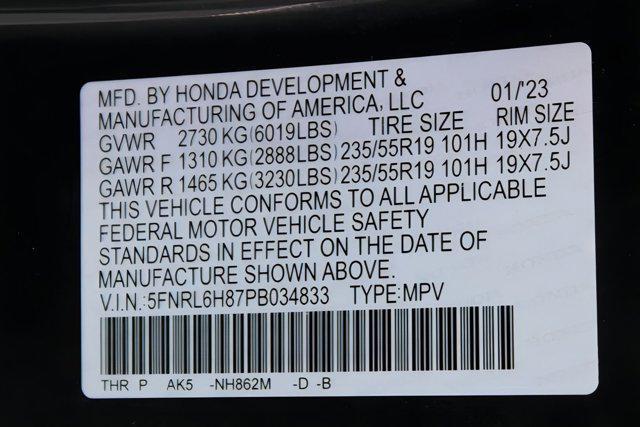 MFD. BY HONDA DEVELOPMENT &
MANUFACTURING OF AMERICA, LLC 01/'23
GVWR 2730 KG(6019LBS) TIRE SIZE RIM SIZE
GAWR F 1310 KG(2888LBS) 235/55R19 101H 19X7.5J
GAWR R 1465 KG(3230LBS) 235/55R19 101H 19X7.5J
THIS VEHICLE CONFORMS TO ALL APPLICABLE
FEDERAL MOTOR VEHICLE SAFETY
STANDARDS IN EFFECT ON THE DATE OF
MANUFACTURE SHOWN ABOVE.
V.I.N.:5FNRL6H87PB034833 TYPE:MPV
THR P AK5 -NH862M -D -B